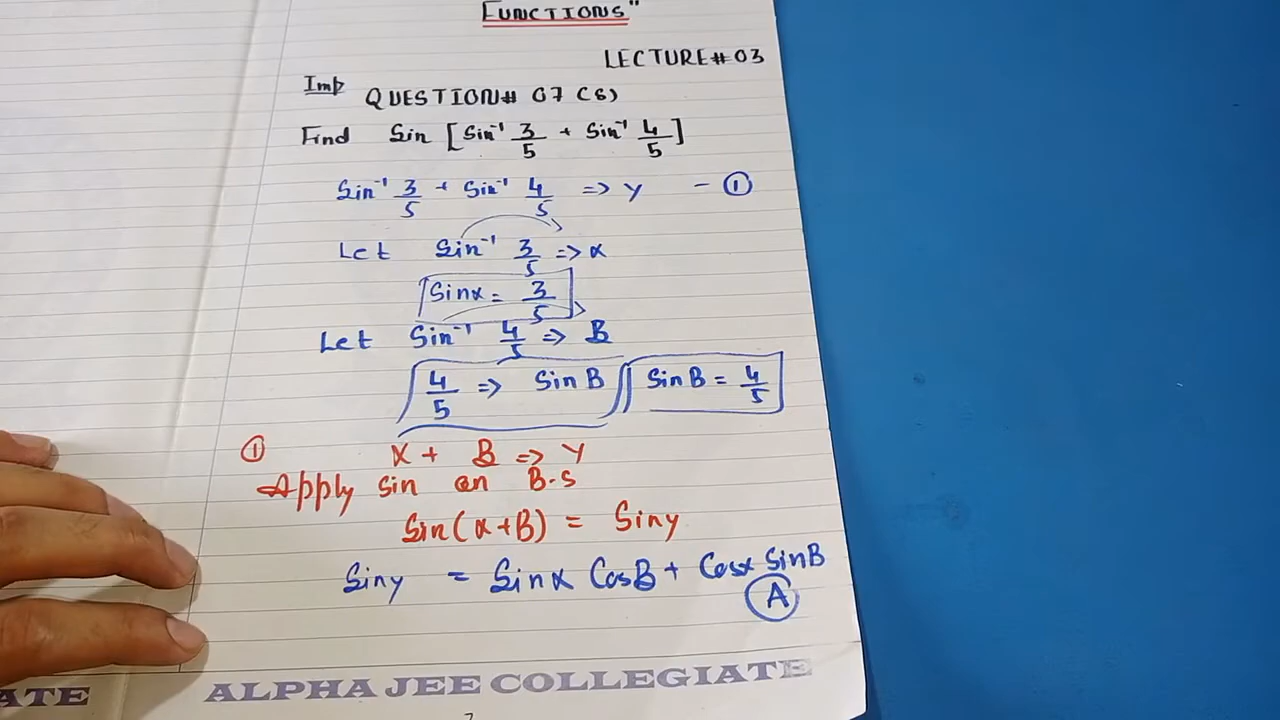 FUNCTIONS"
LECTURE# 03
Imp
QUESTION# 07 (6)
Find Sin [Sin⁻¹ 3/5 + Sin⁻¹ 4/5]
Sin⁻¹ 3/5 + Sin⁻¹ 4/5 => y - ①
Let Sin⁻¹ 3/5 => α
Sinα = 3/5
Let Sin⁻¹ 4/5 => B
4/5 => SinB SinB = 4/5
① α + B => y
Apply sin on B.S
Sin(α+B) = Siny
Siny = Sinα CosB + Cosα SinB
Ⓐ
ATE ALPHA JEE COLLEGIATE